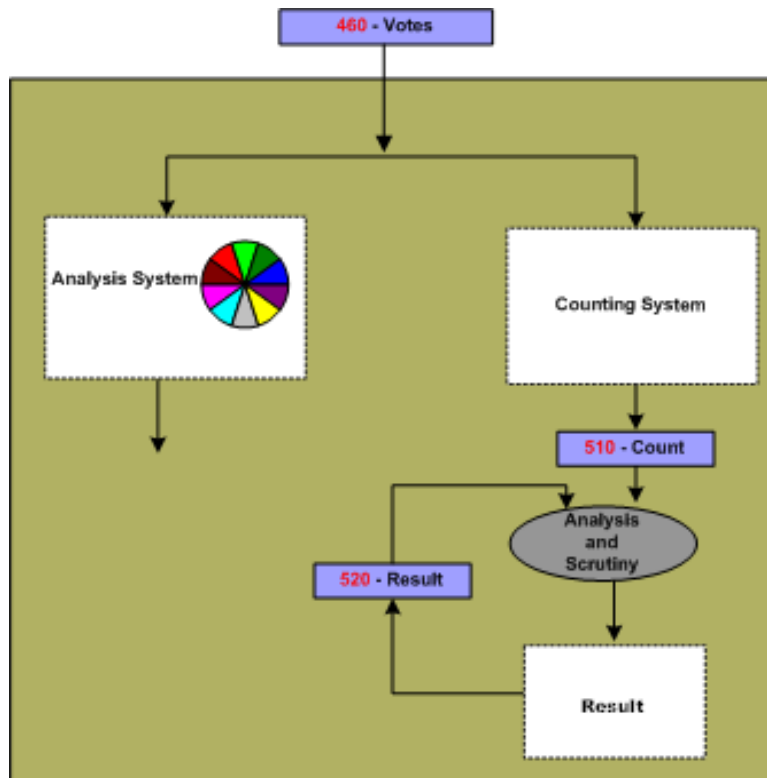 460 - Votes
Analysis System
Counting System
510 - Count
Analysis
and
Scrutiny
520 - Result
Result